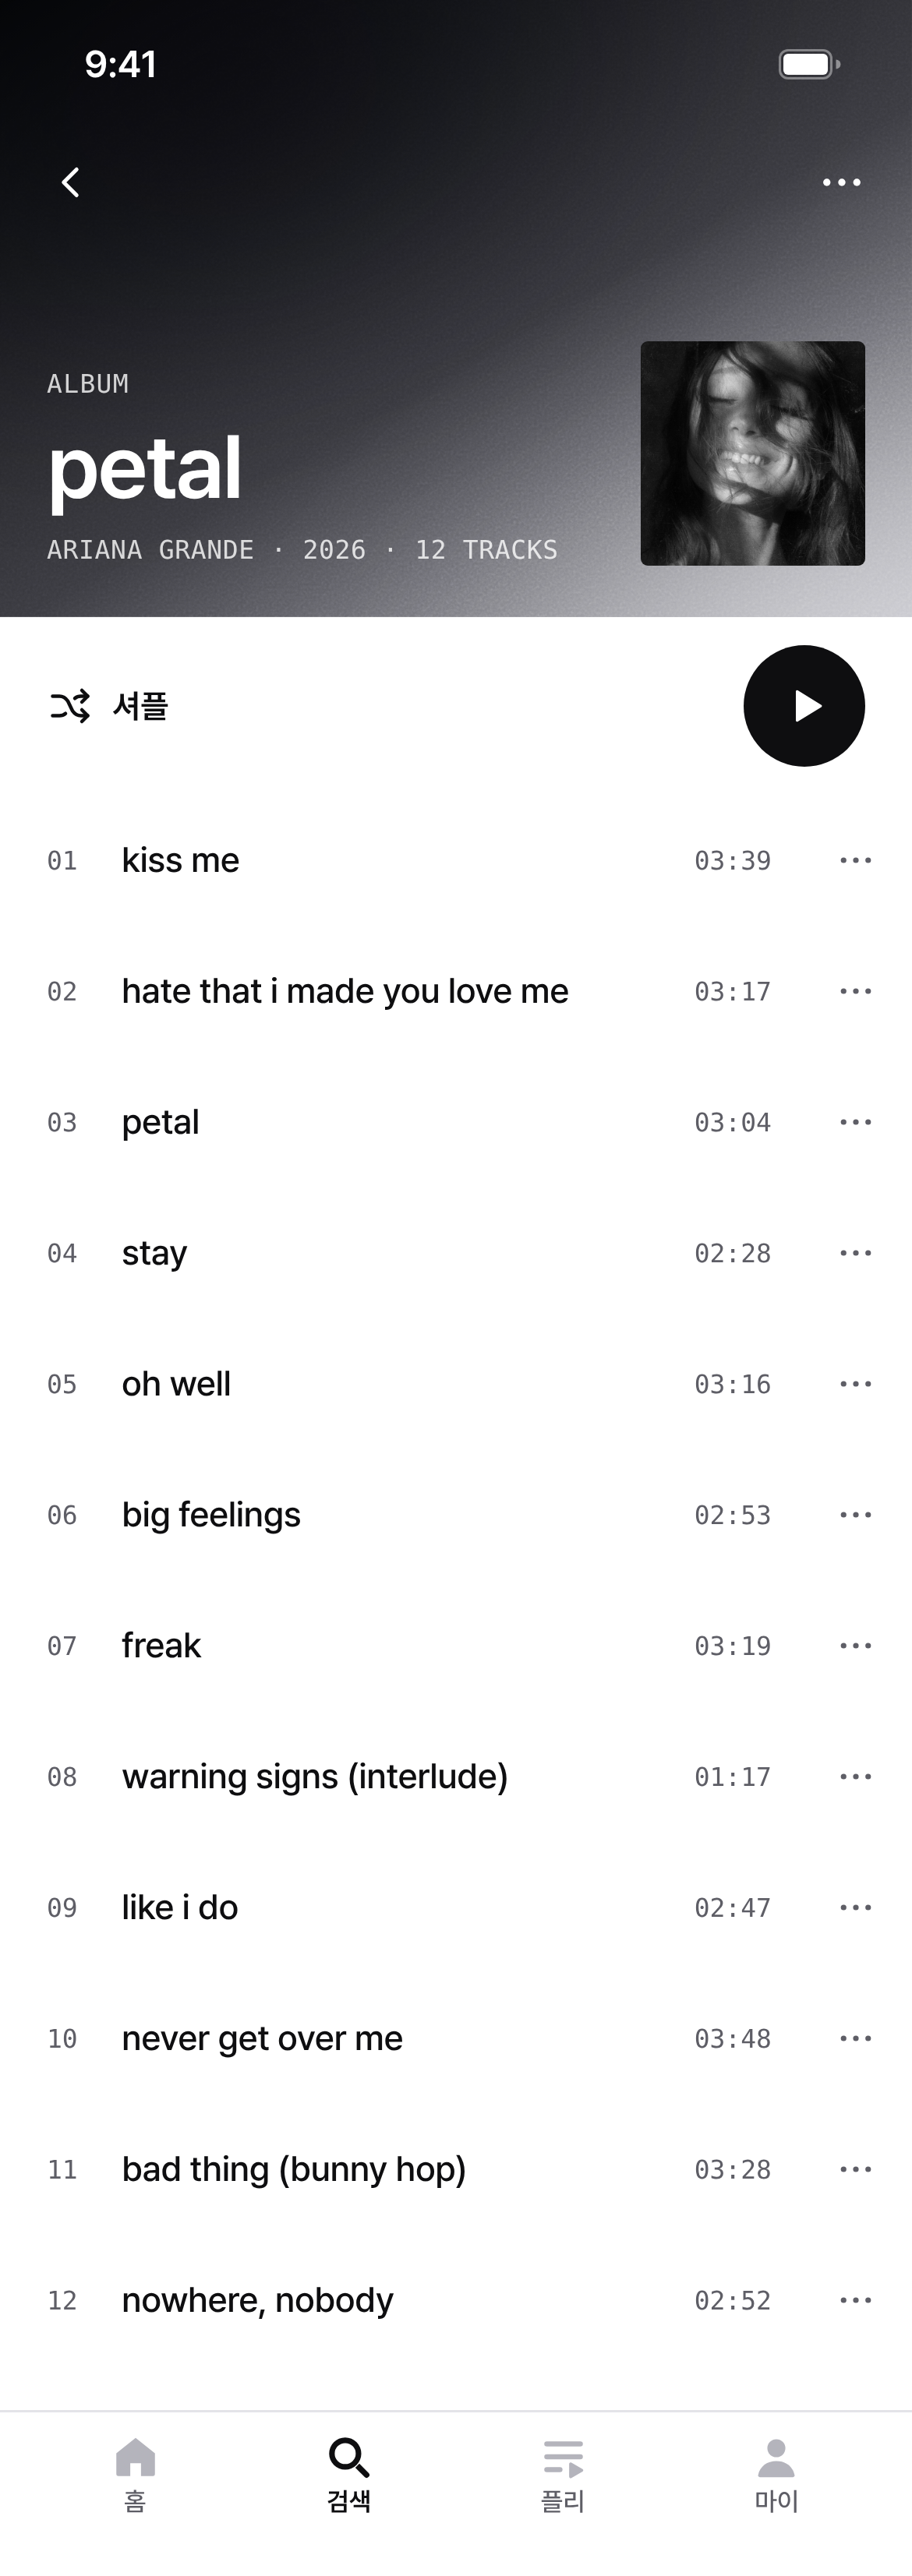 9:41
ALBUM
petal
ARIANA GRANDE · 2026 · 12 TRACKS
셔플
01 kiss me 03:39
02 hate that i made you love me 03:17
03 petal 03:04
04 stay 02:28
05 oh well 03:16
06 big feelings 02:53
07 freak 03:19
08 warning signs (interlude) 01:17
09 like i do 02:47
10 never get over me 03:48
11 bad thing (bunny hop) 03:28
12 nowhere, nobody 02:52
홈 검색 플리 마이